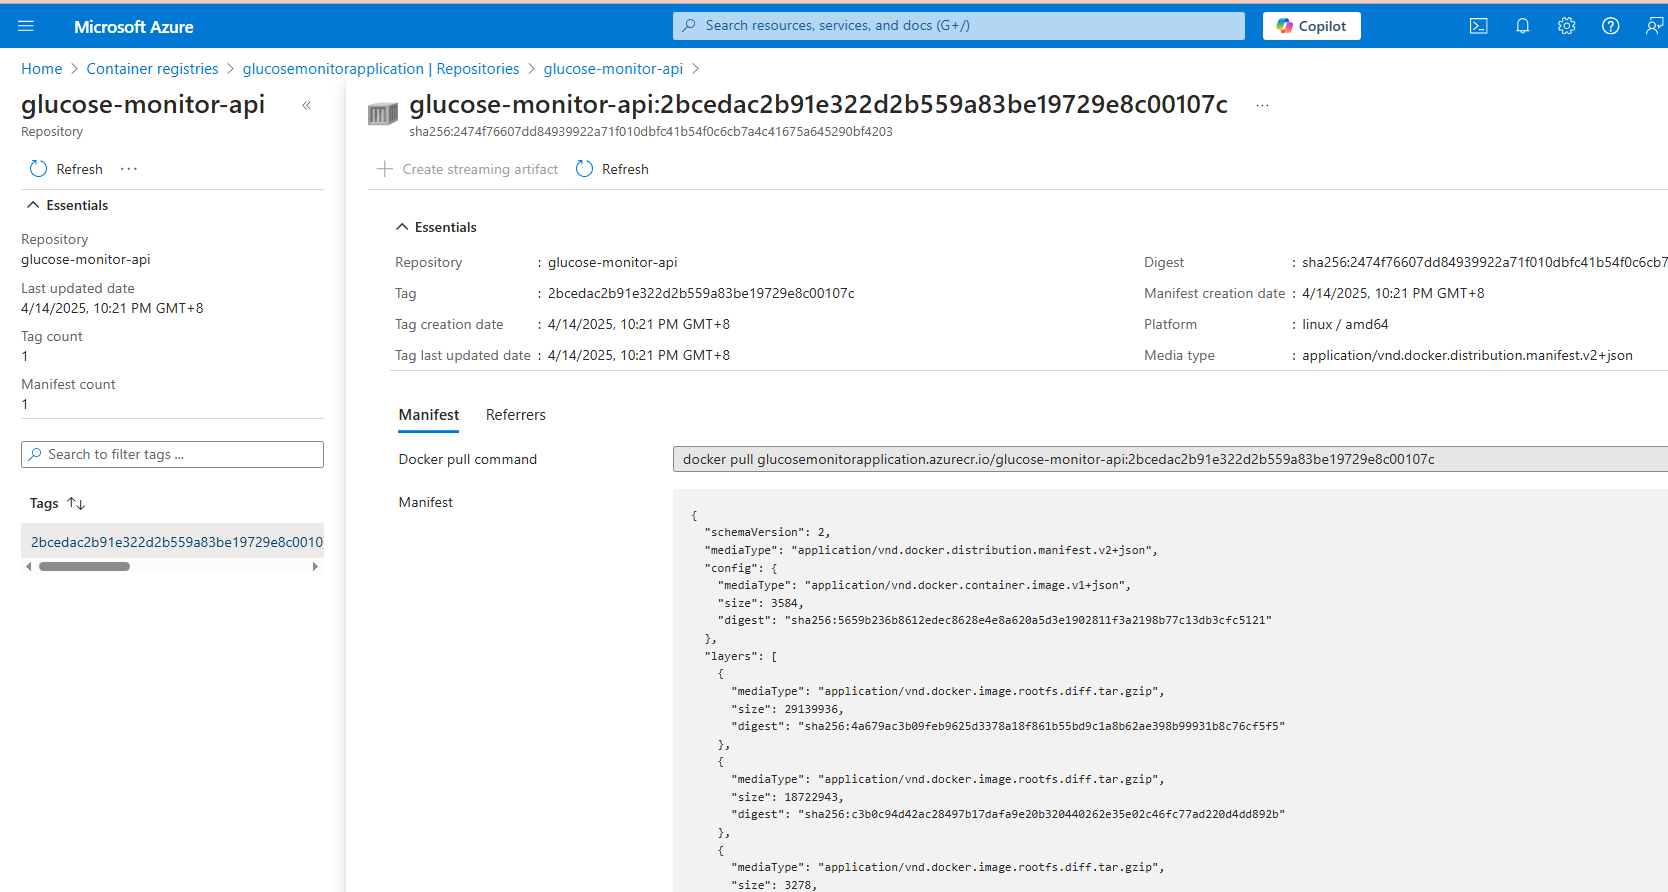 Microsoft Azure
Search resources, services, and docs (G+/)
Copilot
Home > Container registries > glucosemonitorapplication | Repositories > glucose-monitor-api >
glucose-monitor-api
Repository
Refresh
Essentials
Repository
glucose-monitor-api
Last updated date
4/14/2025, 10:21 PM GMT+8
Tag count
1
Manifest count
1
Search to filter tags ...
Tags
2bcedac2b91e322d2b559a83be19729e8c0010
glucose-monitor-api:2bcedac2b91e322d2b559a83be19729e8c00107c
sha256:2474f76607dd84939922a71f010dbfc41b54f0c6cb7a4c41675a645290bf4203
Create streaming artifact Refresh
Essentials
Repository : glucose-monitor-api
Tag : 2bcedac2b91e322d2b559a83be19729e8c00107c
Tag creation date : 4/14/2025, 10:21 PM GMT+8
Tag last updated date : 4/14/2025, 10:21 PM GMT+8
Digest : sha256:2474f76607dd84939922a71f010dbfc41b54f0c6cb7
Manifest creation date : 4/14/2025, 10:21 PM GMT+8
Platform : linux / amd64
Media type : application/vnd.docker.distribution.manifest.v2+json
Manifest Referrers
Docker pull command docker pull glucosemonitorapplication.azurecr.io/glucose-monitor-api:2bcedac2b91e322d2b559a83be19729e8c00107c
Manifest
{
"schemaVersion": 2,
"mediaType": "application/vnd.docker.distribution.manifest.v2+json",
"config": {
"mediaType": "application/vnd.docker.container.image.v1+json",
"size": 3584,
"digest": "sha256:5659b236b8612edec8628e4e8a620a5d3e1902811f3a2198b77c13db3cfc5121"
},
"layers": [
{
"mediaType": "application/vnd.docker.image.rootfs.diff.tar.gzip",
"size": 29139936,
"digest": "sha256:4a679ac3b09feb9625d3378a18f861b55bd9c1a8b62ae398b99931b8c76cf5f5"
},
{
"mediaType": "application/vnd.docker.image.rootfs.diff.tar.gzip",
"size": 18722943,
"digest": "sha256:c3b0c94d42ac28497b17dafa9e20b320440262e35e02c46fc77ad220d4dd892b"
},
{
"mediaType": "application/vnd.docker.image.rootfs.diff.tar.gzip",
"size": 3278,